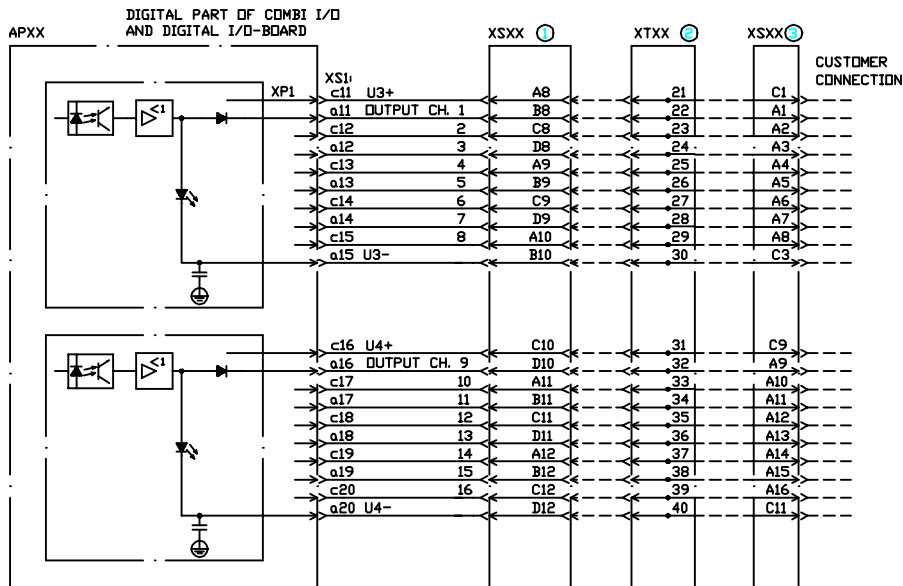 DIGITAL PART OF COMBI I/O
AND DIGITAL I/O-BOARD
APXX
XSXX 1
XTXX 2
XSXX 3
CUSTOMER
CONNECTION
XP1
XS1:
c11 U3+ A8 21 C1
a11 OUTPUT CH. 1 B8 22 A1
c12 2 C8 23 A2
a12 3 D8 24 A3
c13 4 A9 25 A4
a13 5 B9 26 A5
c14 6 C9 27 A6
a14 7 D9 28 A7
c15 8 A10 29 A8
a15 U3- B10 30 C3
<1
c16 U4+ C10 31 C9
a16 OUTPUT CH. 9 D10 32 A9
c17 10 A11 33 A10
a17 11 B11 34 A11
c18 12 C11 35 A12
a18 13 D11 36 A13
c19 14 A12 37 A14
a19 15 B12 38 A15
c20 16 C12 39 A16
a20 U4- D12 40 C11
<1